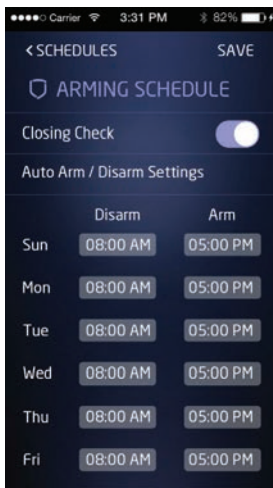 Carrier 3:31 PM 82%
< SCHEDULES SAVE
ARMING SCHEDULE
Closing Check
Auto Arm / Disarm Settings
Disarm Arm
Sun 08:00 AM 05:00 PM
Mon 08:00 AM 05:00 PM
Tue 08:00 AM 05:00 PM
Wed 08:00 AM 05:00 PM
Thu 08:00 AM 05:00 PM
Fri 08:00 AM 05:00 PM